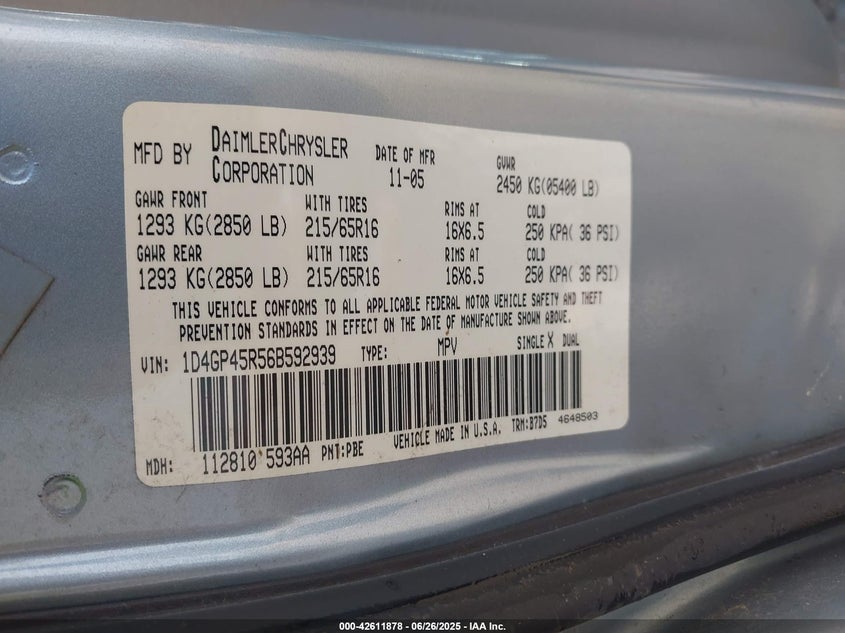 MFD BY DAIMLERCHRYSLER CORPORATION DATE OF MFR 11-05 GVWR 2450 KG(05400 LB)
GAWR FRONT WITH TIRES RIMS AT COLD
1293 KG(2850 LB) 215/65R16 16X6.5 250 KPA( 36 PSI)
GAWR REAR WITH TIRES RIMS AT COLD
1293 KG(2850 LB) 215/65R16 16X6.5 250 KPA( 36 PSI)
THIS VEHICLE CONFORMS TO ALL APPLICABLE FEDERAL MOTOR VEHICLE SAFETY AND THEFT
PREVENTION STANDARDS IN EFFECT ON THE DATE OF MANUFACTURE SHOWN ABOVE.
VIN: 1D4GP45R56B592939 TYPE: MPV SINGLE X DUAL
MDH: 112810 593AA PNT:PBE VEHICLE MADE IN U.S.A. TRM:B7D5 4648503
000-42611878 - 06/26/2025 - IAA Inc.